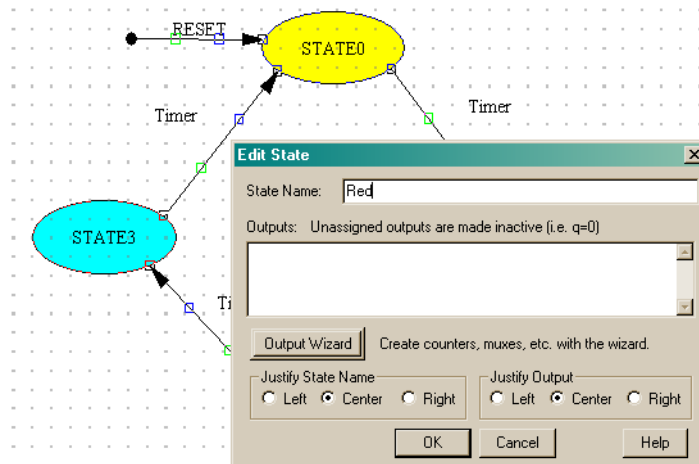 RESET
STATE0
Timer
Timer
Edit State
State Name: Red
STATE3
Outputs: Unassigned outputs are made inactive (i.e. q=0)
Output Wizard Create counters, muxes, etc. with the wizard.
Justify State Name Justify Output
Left Center Right Left Center Right
OK Cancel Help